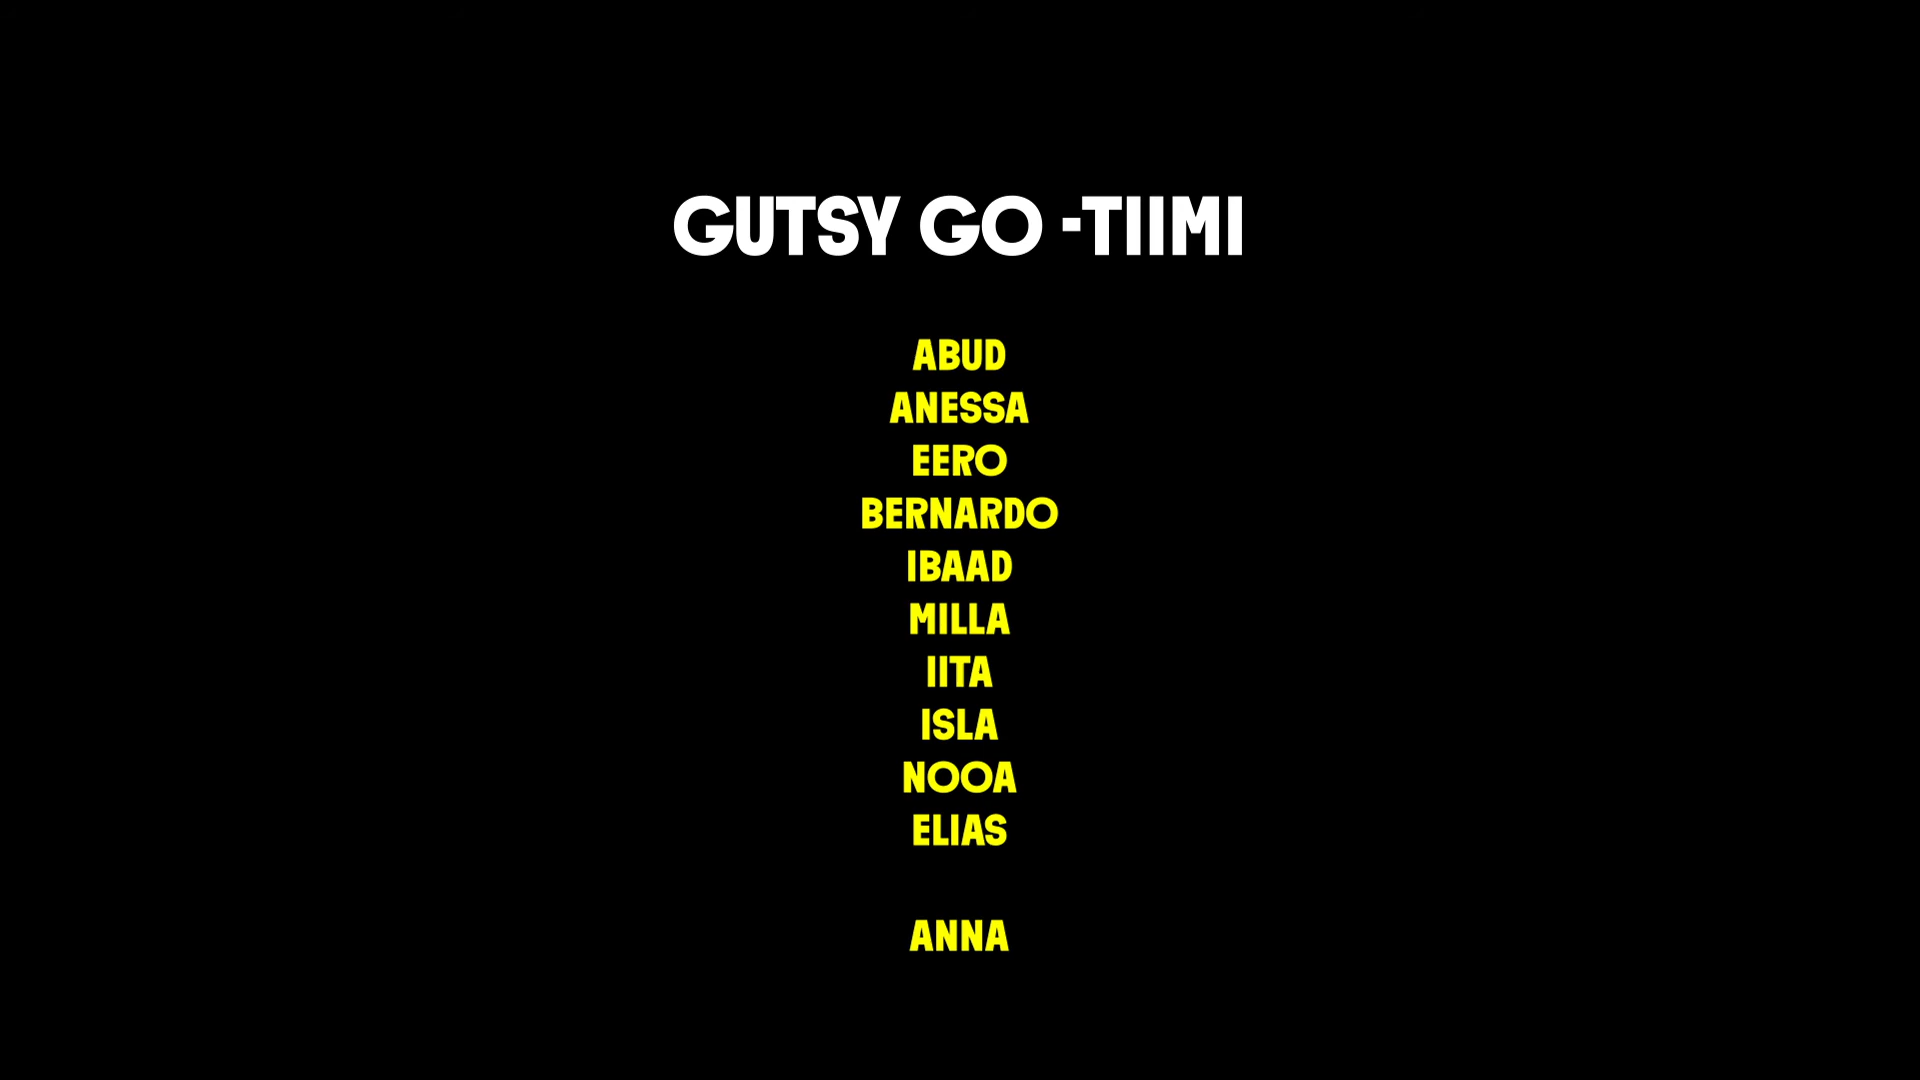 GUTSY GO -TIIMI
ABUD
ANESSA
EERO
BERNARDO
IBAAD
MILLA
IITA
ISLA
NOOA
ELIAS
ANNA